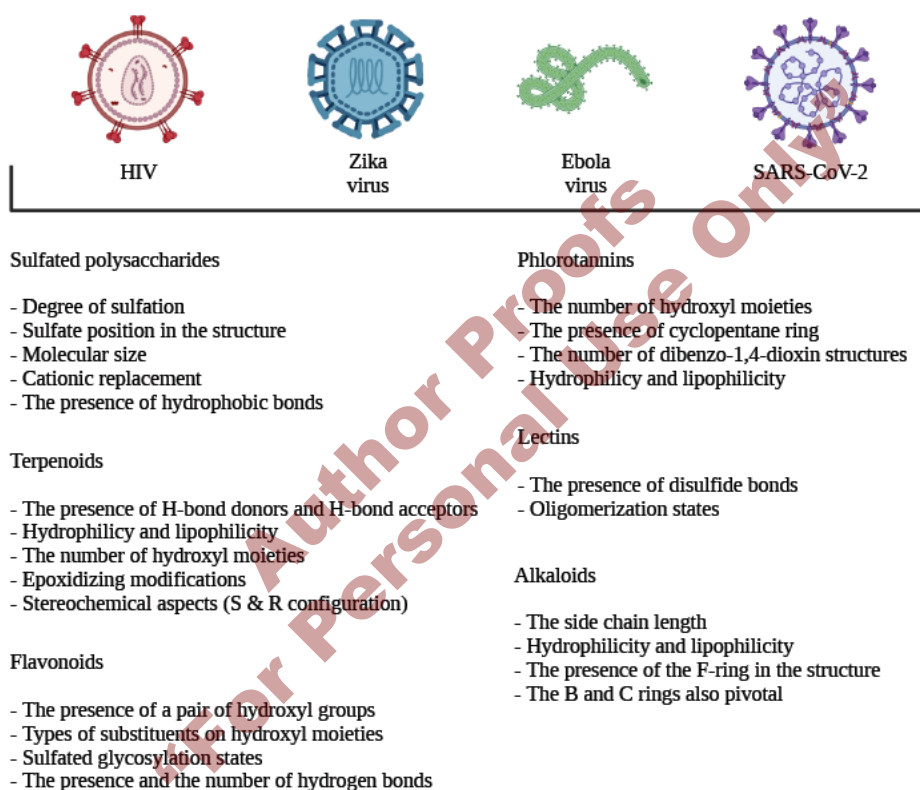 HIV
Zika
virus
Ebola
virus
SARS-CoV-2
Sulfated polysaccharides
- Degree of sulfation
- Sulfate position in the structure
- Molecular size
- Cationic replacement
- The presence of hydrophobic bonds
Terpenoids
- The presence of H-bond donors and H-bond acceptors
- Hydrophilicy and lipophilicity
- The number of hydroxyl moieties
- Epoxidizing modifications
- Stereochemical aspects (S & R configuration)
Flavonoids
- The presence of a pair of hydroxyl groups
- Types of substituents on hydroxyl moieties
- Sulfated glycosylation states
- The presence and the number of hydrogen bonds
Phlorotannins
- The number of hydroxyl moieties
- The presence of cyclopentane ring
- The number of dibenzo-1,4-dioxin structures
- Hydrophilicy and lipophilicity
Lectins
- The presence of disulfide bonds
- Oligomerization states
Alkaloids
- The side chain length
- Hydrophilicity and lipophilicity
- The presence of the F-ring in the structure
- The B and C rings also pivotal
Author Proofs
“For Personal Use Only”